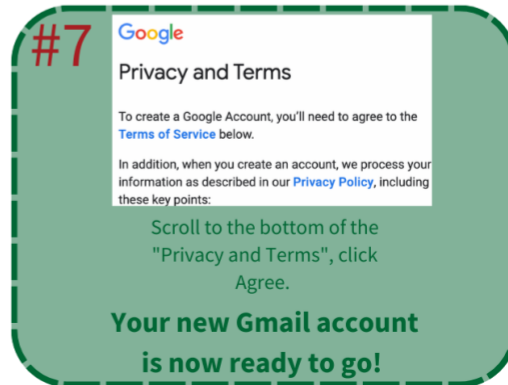 #7
Google
Privacy and Terms
To create a Google Account, you'll need to agree to the
Terms of Service below.
In addition, when you create an account, we process your
information as described in our Privacy Policy, including
these key points:
Scroll to the bottom of the
"Privacy and Terms", click
Agree.
Your new Gmail account
is now ready to go!